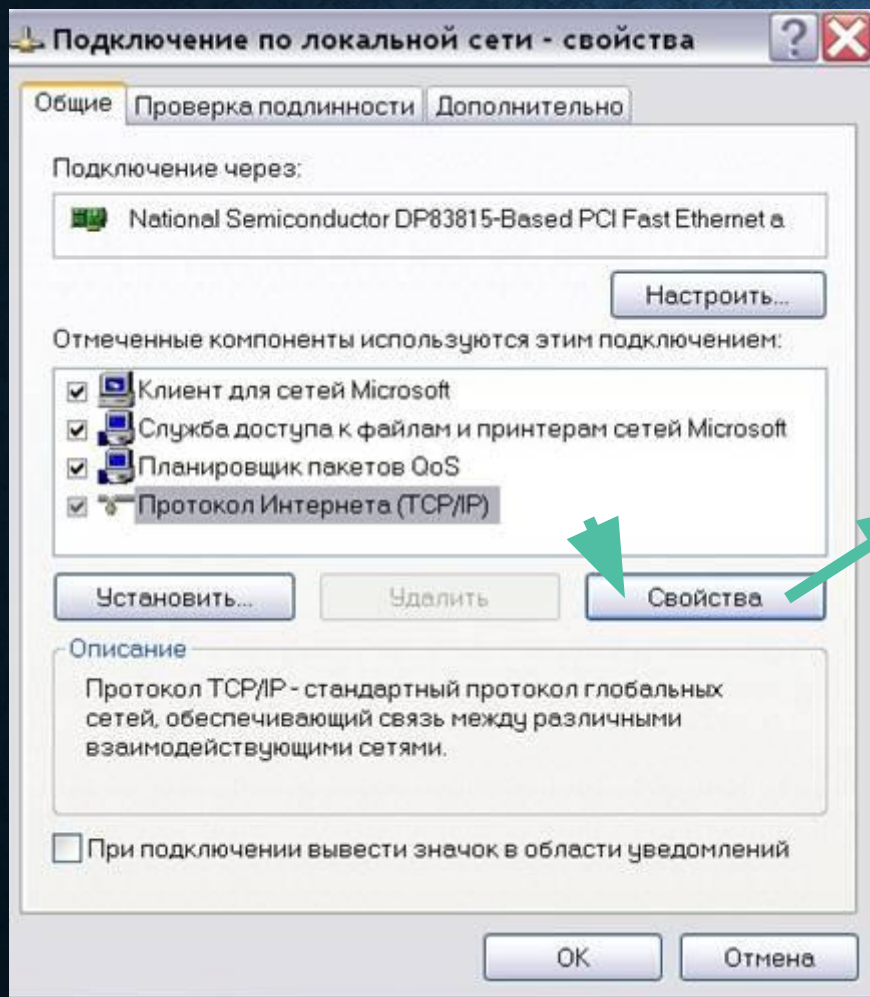 Подключение по локальной сети - свойства
Общие Проверка подлинности Дополнительно
Подключение через:
National Semiconductor DP83815-Based PCI Fast Ethernet a
Настроить...
Отмеченные компоненты используются этим подключением:
Клиент для сетей Microsoft
Служба доступа к файлам и принтерам сетей Microsoft
Планировщик пакетов QoS
Протокол Интернета (TCP/IP)
Установить... Удалить Свойства
Описание
Протокол TCP/IP - стандартный протокол глобальных
сетей, обеспечивающий связь между различными
взаимодействующими сетями.
При подключении вывести значок в области уведомлений
OK Отмена